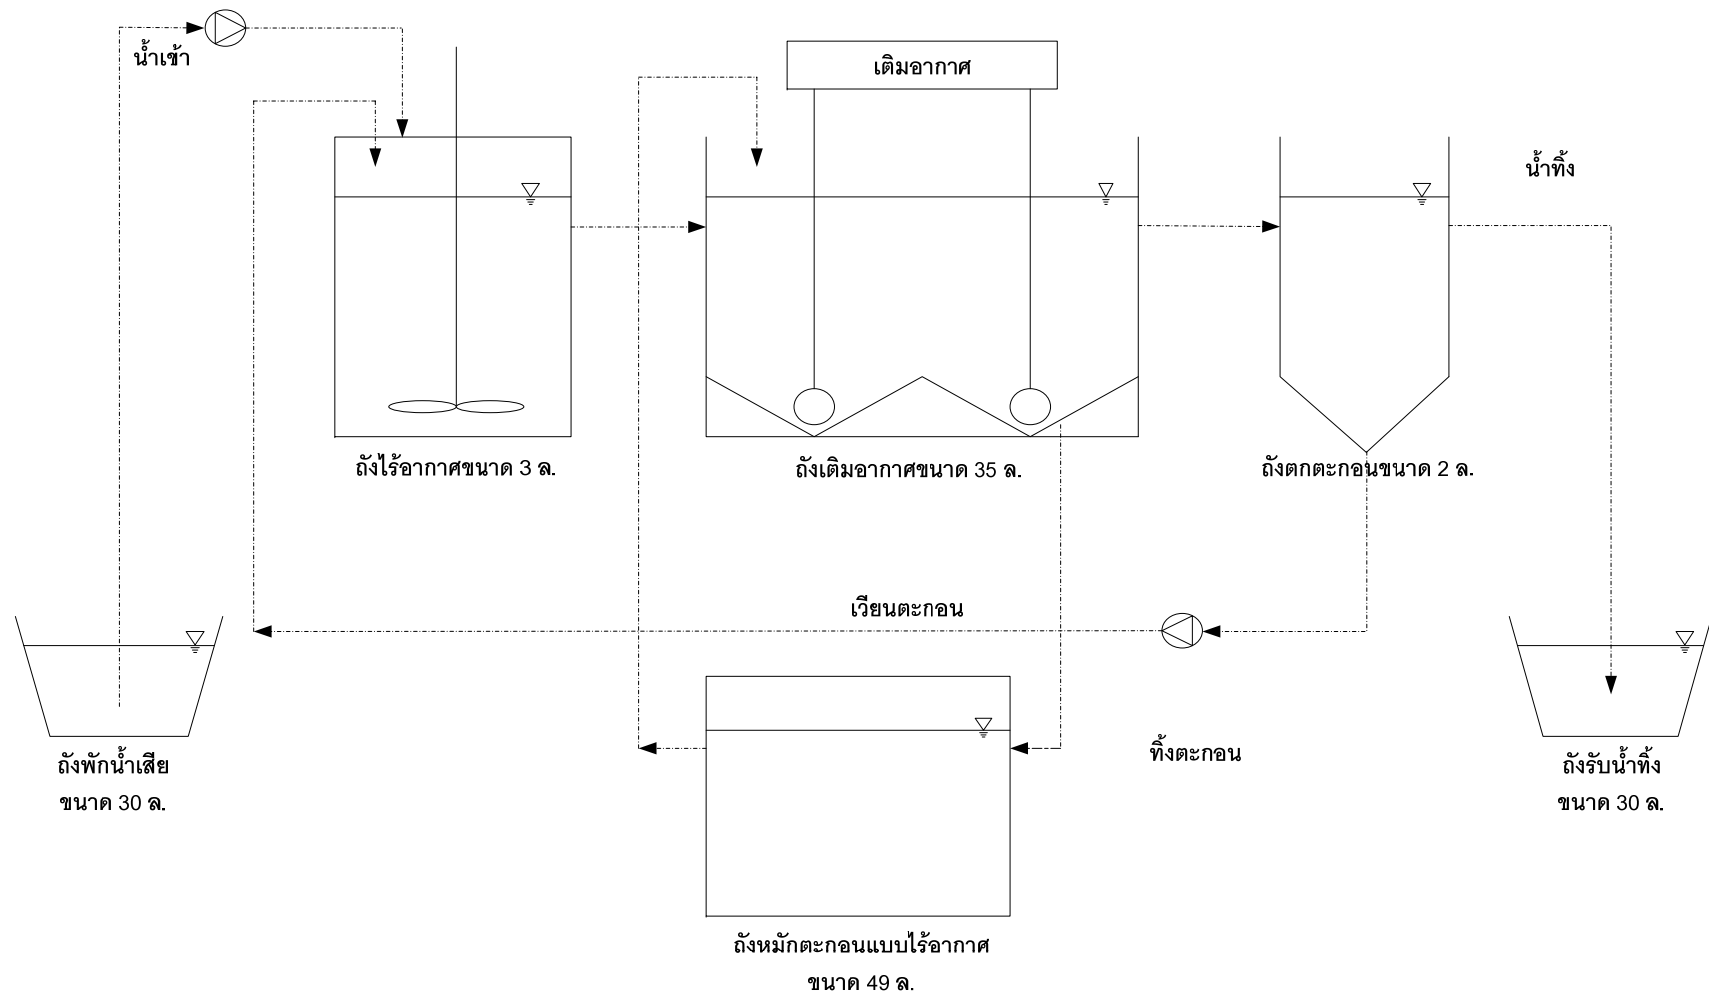 น้ำเข้า
เติมอากาศ
น้ำทิ้ง
ถังไร้อากาศขนาด 3 ล.
ถังเติมอากาศขนาด 35 ล.
ถังตกตะกอนขนาด 2 ล.
เวียนตะกอน
ทิ้งตะกอน
ถังพักน้ำเสีย
ขนาด 30 ล.
ถังรับน้ำทิ้ง
ขนาด 30 ล.
ถังหมักตะกอนแบบไร้อากาศ
ขนาด 49 ล.